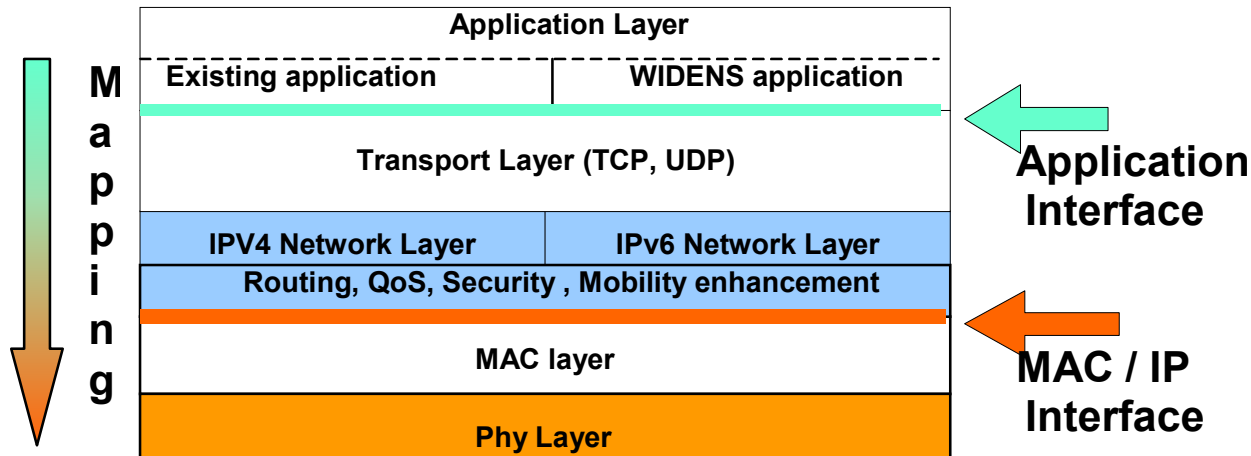 Application Layer
Existing application
WIDENS application
Transport Layer (TCP, UDP)
IPV4 Network Layer
IPv6 Network Layer
Routing, QoS, Security , Mobility enhancement
MAC layer
Phy Layer
Mapping
Application
Interface
MAC / IP
Interface